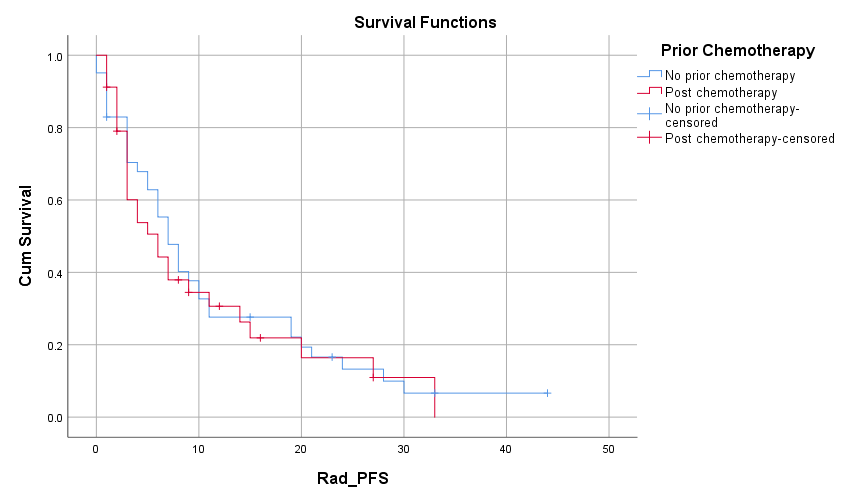 Survival Functions
Prior Chemotherapy
No prior chemotherapy
Post chemotherapy
No prior chemotherapy-
censored
Post chemotherapy-censored
Cum Survival
1.0
0.8
0.6
0.4
0.2
0.0
0
10
20
30
40
50
Rad_PFS